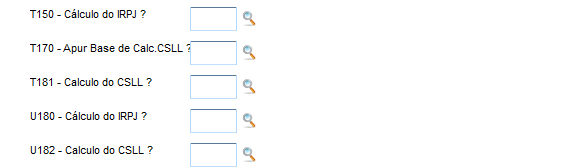 T150 - Cálculo do IRPJ ?
T170 - Apur Base de Calc.CSLL ?
T181 - Calculo do CSLL ?
U180 - Cálculo do IRPJ ?
U182 - Calculo do CSLL ?